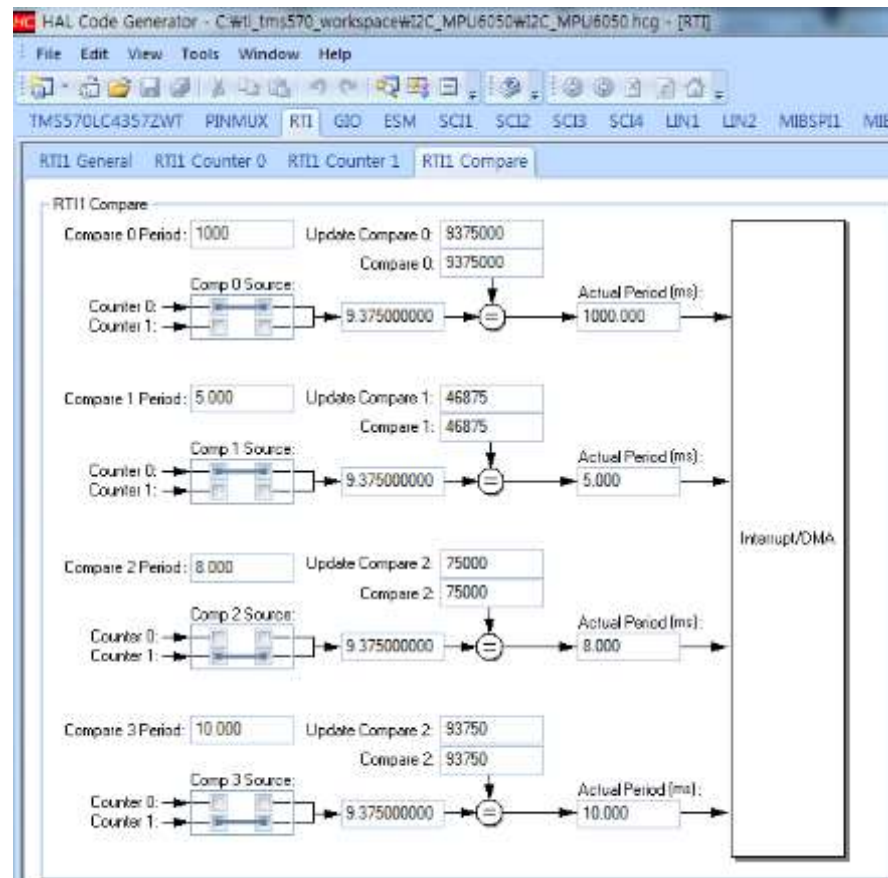 HC HAL Code Generator - C:₩ti_tms570_workspace₩I2C_MPU6050₩I2C_MPU6050.hcg - [RTI]
File Edit View Tools Window Help
TMS570LC4357ZWT PINMUX RTI GIO ESM SCI1 SCI2 SCI3 SCI4 LIN1 LIN2 MIBSPI1
RTI1 General RTI1 Counter 0 RTI1 Counter 1 RTI1 Compare
RTI1 Compare
Compare 0 Period: 1000 Update Compare 0: 9375000
Compare 0: 9375000
Comp 0 Source:
Actual Period (ms):
Counter 0:
Counter 1:
9.375000000 = 1000.000
Compare 1 Period: 5.000 Update Compare 1: 46875
Compare 1: 46875
Comp 1 Source:
Actual Period (ms):
Counter 0:
Counter 1:
9.375000000 = 5.000
Interrupt/DMA
Compare 2 Period: 8.000 Update Compare 2: 75000
Compare 2: 75000
Comp 2 Source:
Actual Period (ms):
Counter 0:
Counter 1:
9.375000000 = 8.000
Compare 3 Period: 10.000 Update Compare 2: 93750
Compare 2: 93750
Comp 3 Source:
Actual Period (ms):
Counter 0:
Counter 1:
9.375000000 = 10.000